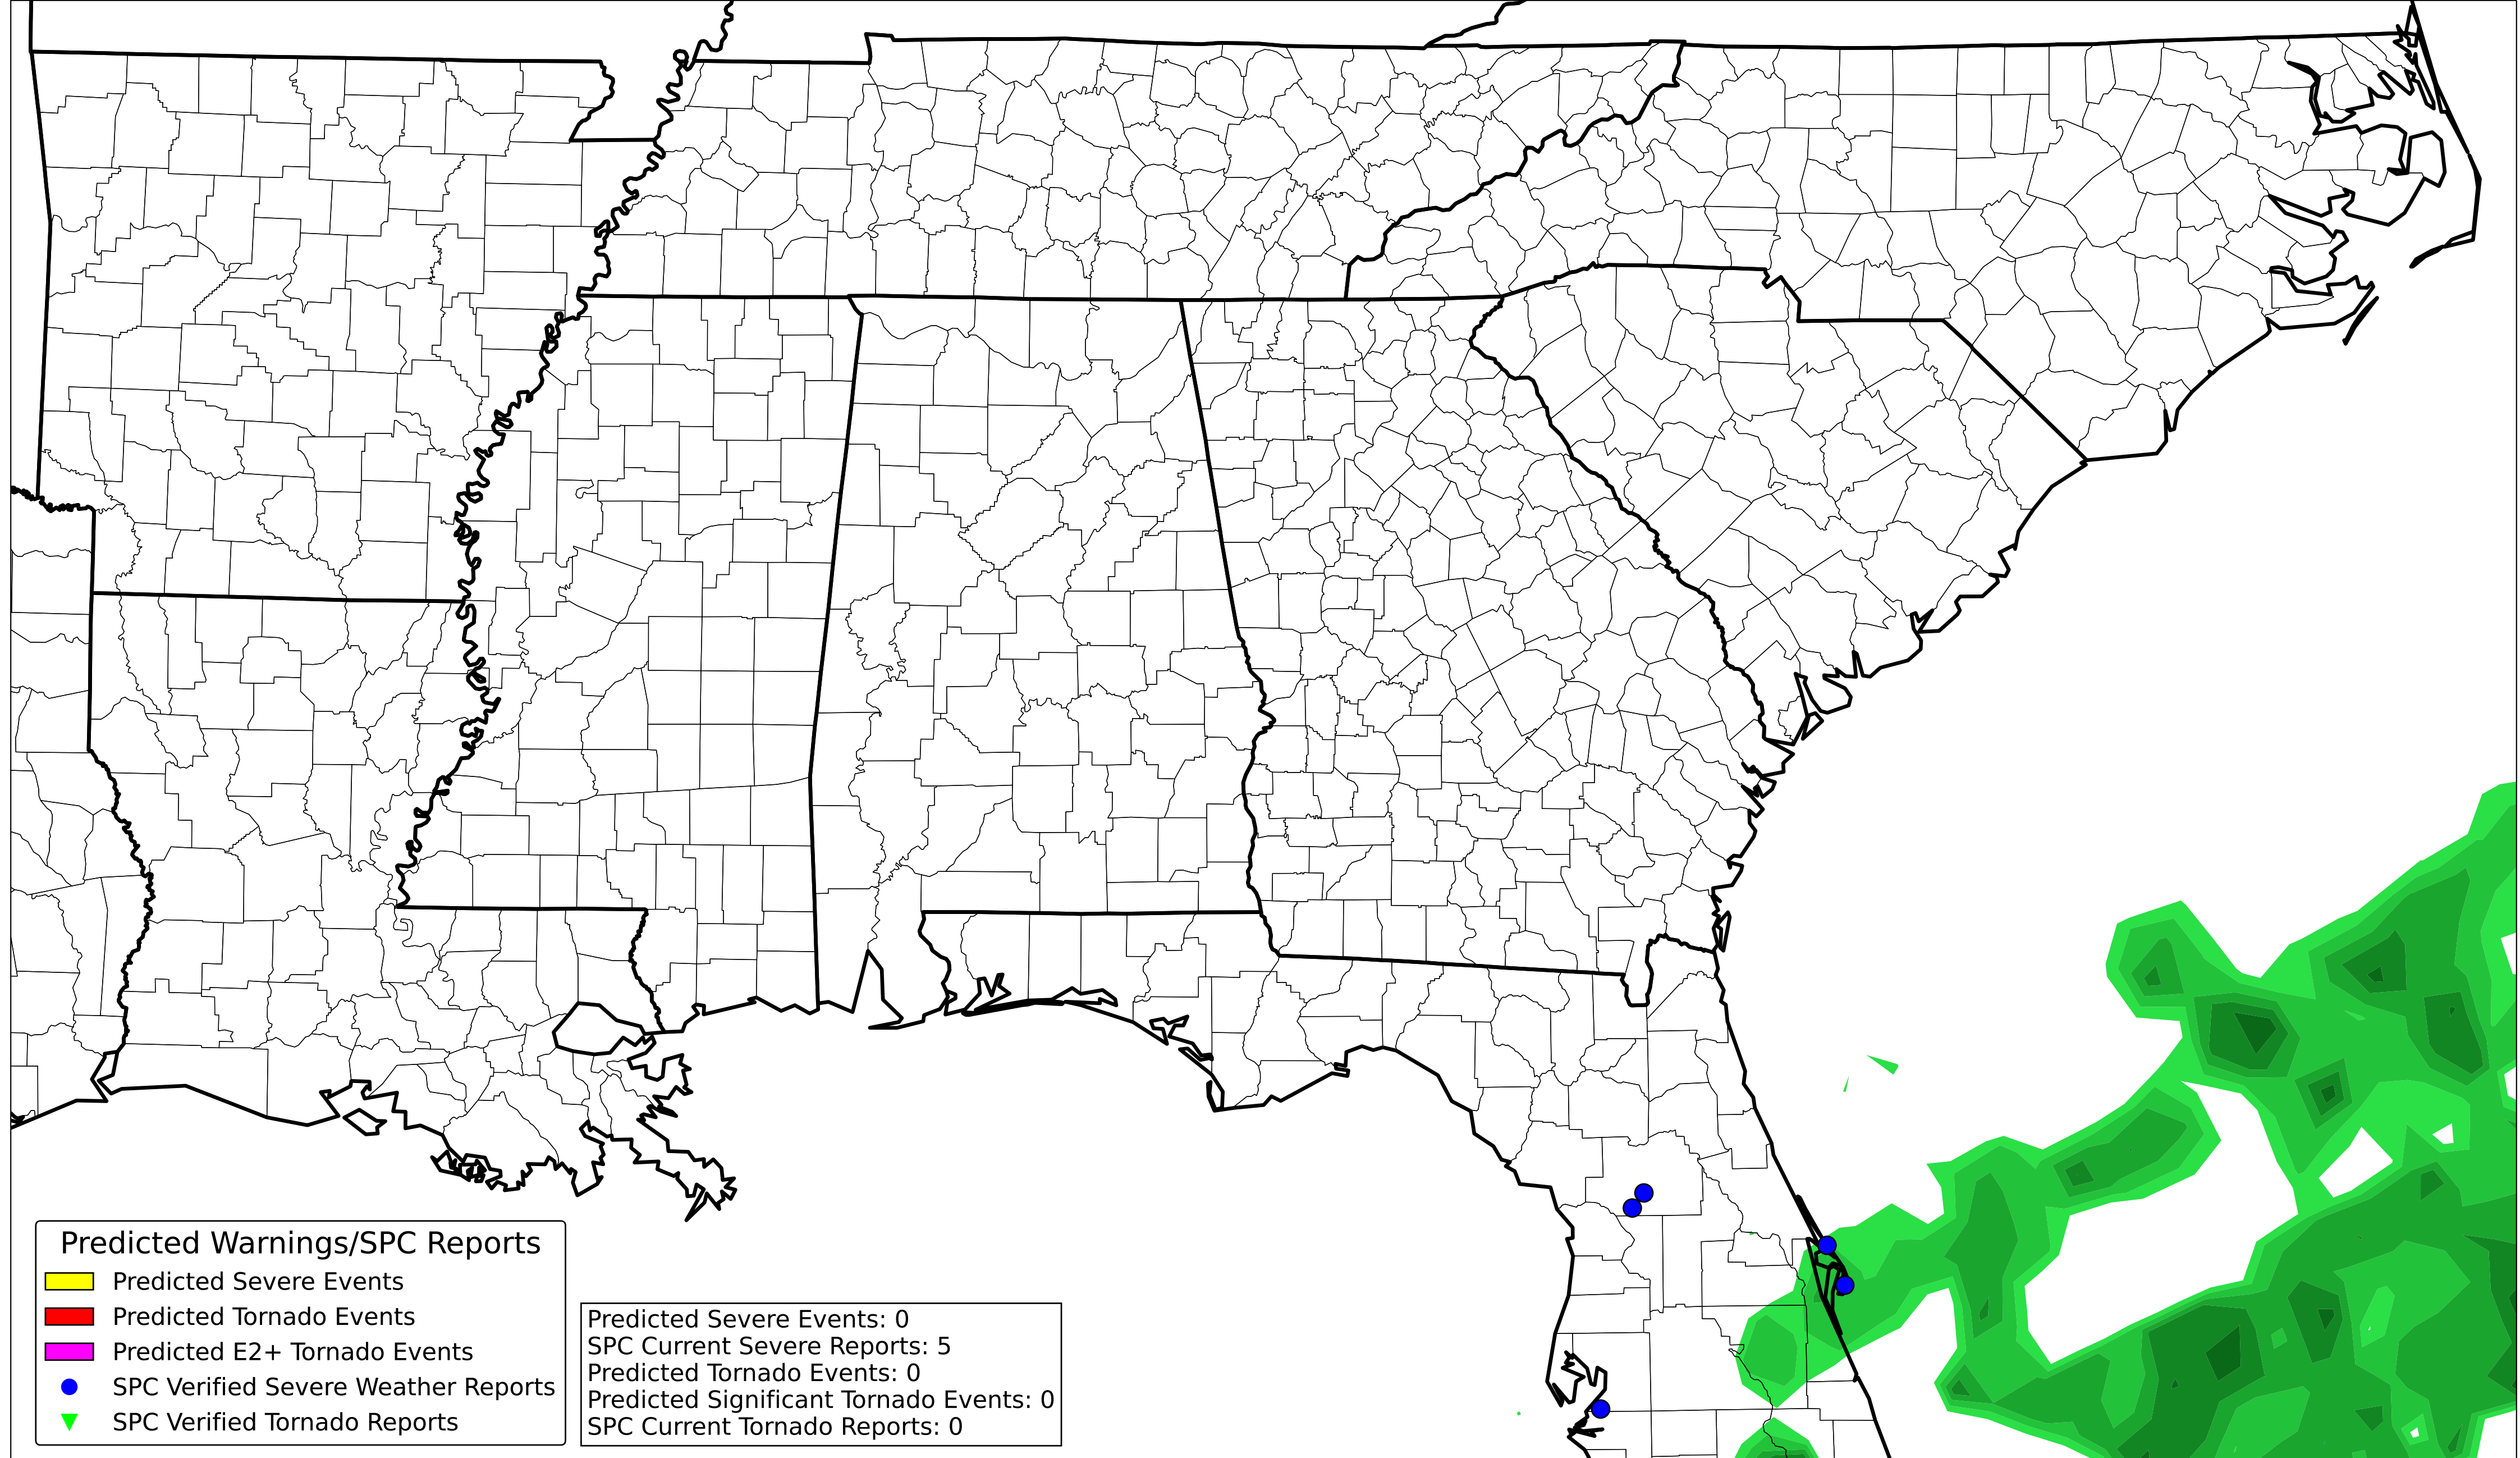 Predicted Warnings/SPC Reports
Predicted Severe Events
Predicted Tornado Events
Predicted E2+ Tornado Events
SPC Verified Severe Weather Reports
SPC Verified Tornado Reports
Predicted Severe Events: 0
SPC Current Severe Reports: 5
Predicted Tornado Events: 0
Predicted Significant Tornado Events: 0
SPC Current Tornado Reports: 0